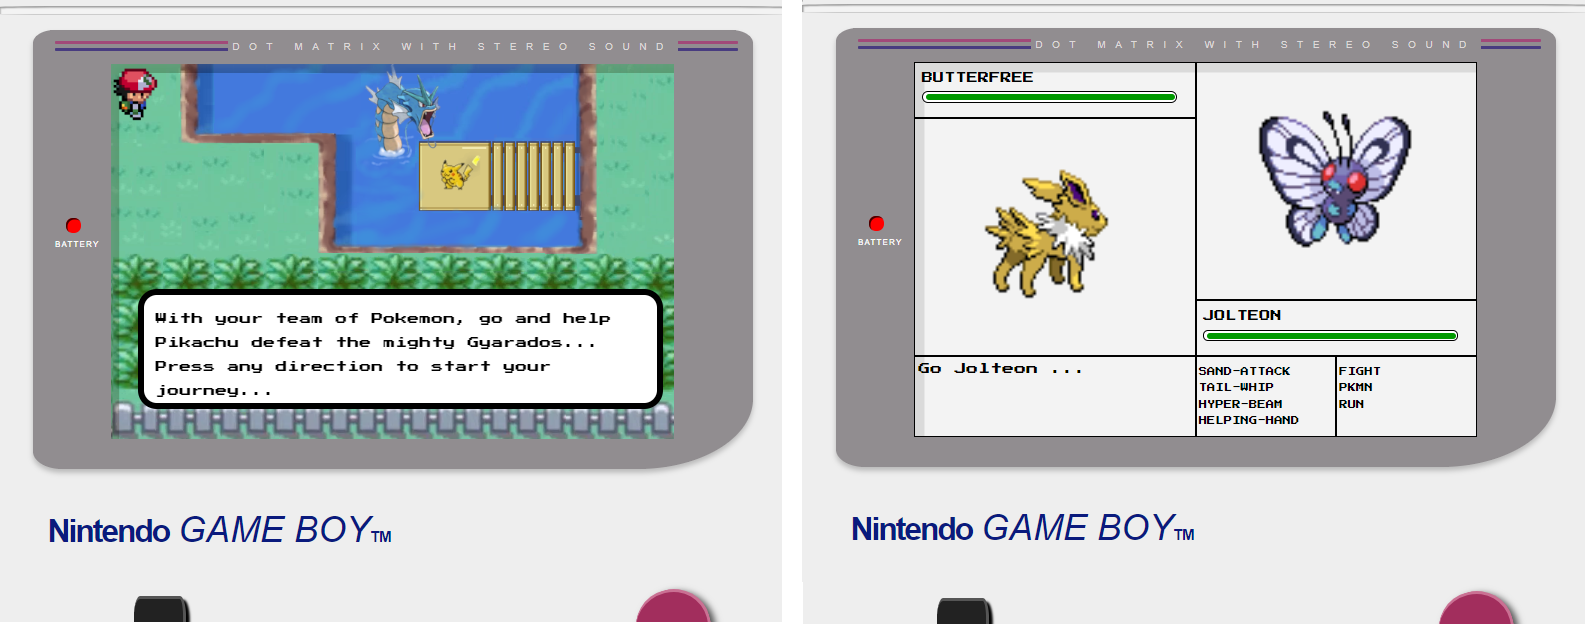 DOT MATRIX WITH STEREO SOUND
BATTERY
With your team of Pokemon, go and help
Pikachu defeat the mighty Gyarados...
Press any direction to start your
journey...
Nintendo GAME BOY TM
DOT MATRIX WITH STEREO SOUND
BATTERY
BUTTERFREE
JOLTEON
Go Jolteon ...
SAND-ATTACK
TAIL-WHIP
HYPER-BEAM
HELPING-HAND
FIGHT
PKMN
RUN
Nintendo GAME BOY TM